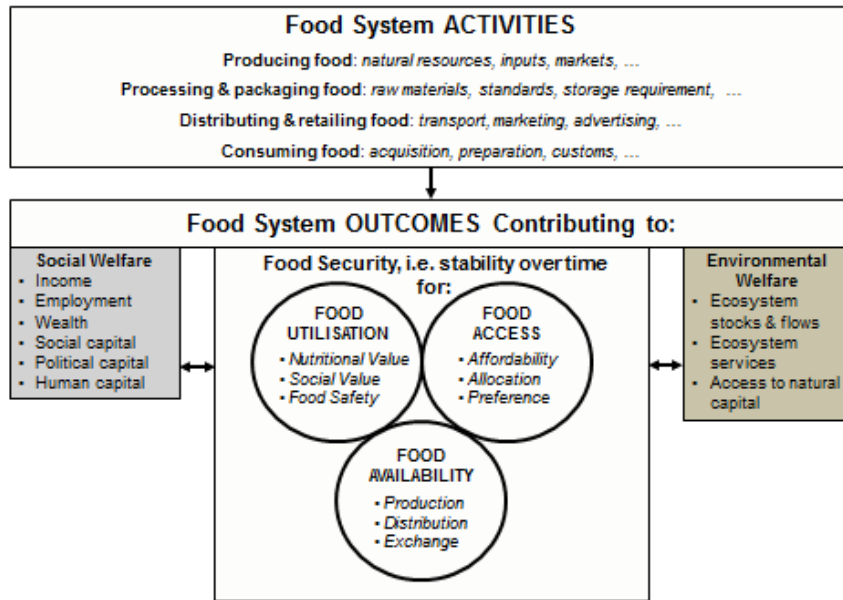 Food System ACTIVITIES
Producing food: natural resources, inputs, markets, …
Processing & packaging food: raw materials, standards, storage requirement, …
Distributing & retailing food: transport, marketing, advertising, …
Consuming food: acquisition, preparation, customs, …
Food System OUTCOMES Contributing to:
Social Welfare
▪ Income
▪ Employment
▪ Wealth
▪ Social capital
▪ Political capital
▪ Human capital
Food Security, i.e. stability over time
for:
FOOD
UTILISATION
▪ Nutritional Value
▪ Social Value
▪ Food Safety
FOOD
ACCESS
▪ Affordability
▪ Allocation
▪ Preference
FOOD
AVAILABILITY
▪ Production
▪ Distribution
▪ Exchange
Environmental
Welfare
▪ Ecosystem
stocks & flows
▪ Ecosystem
services
▪ Access to natural
capital